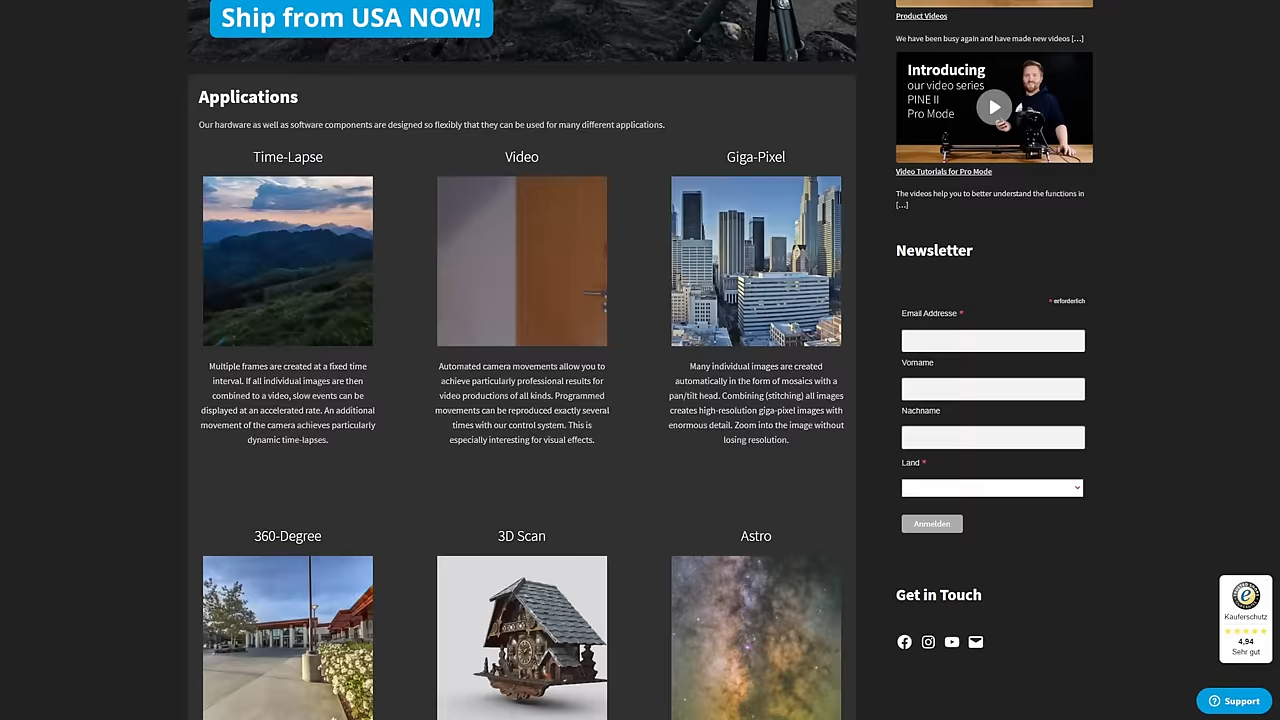 Ship from USA NOW!
Applications
Our hardware as well as software components are designed so flexibly that they can be used for many different applications.
Time-Lapse
Multiple frames are created at a fixed time
interval. If all individual images are then
combined to a video, slow events can be
displayed at an accelerated rate. An additional
movement of the camera achieves particularly
dynamic time-lapses.
Video
Automated camera movements allow you to
achieve particularly professional results for
video productions of all kinds. Programmed
movements can be reproduced exactly several
times with our control system. This is
especially interesting for visual effects.
Giga-Pixel
Many individual images are created
automatically in the form of mosaics with a
pan/tilt head. Combining (stitching) all images
creates high-resolution giga-pixel images with
enormous detail. Zoom into the image without
losing resolution.
360-Degree
3D Scan
Astro
Product Videos
We have been busy again and have made new videos [...]
Introducing
our video series
PINE II
Pro Mode
Video Tutorials for Pro Mode
The videos help you to better understand the functions in
[...]
Newsletter
* erforderlich
Email Addresse *
Vorname
Nachname
Land *
Anmelden
Get in Touch
Käuferschutz
4,94
Sehr gut
Support